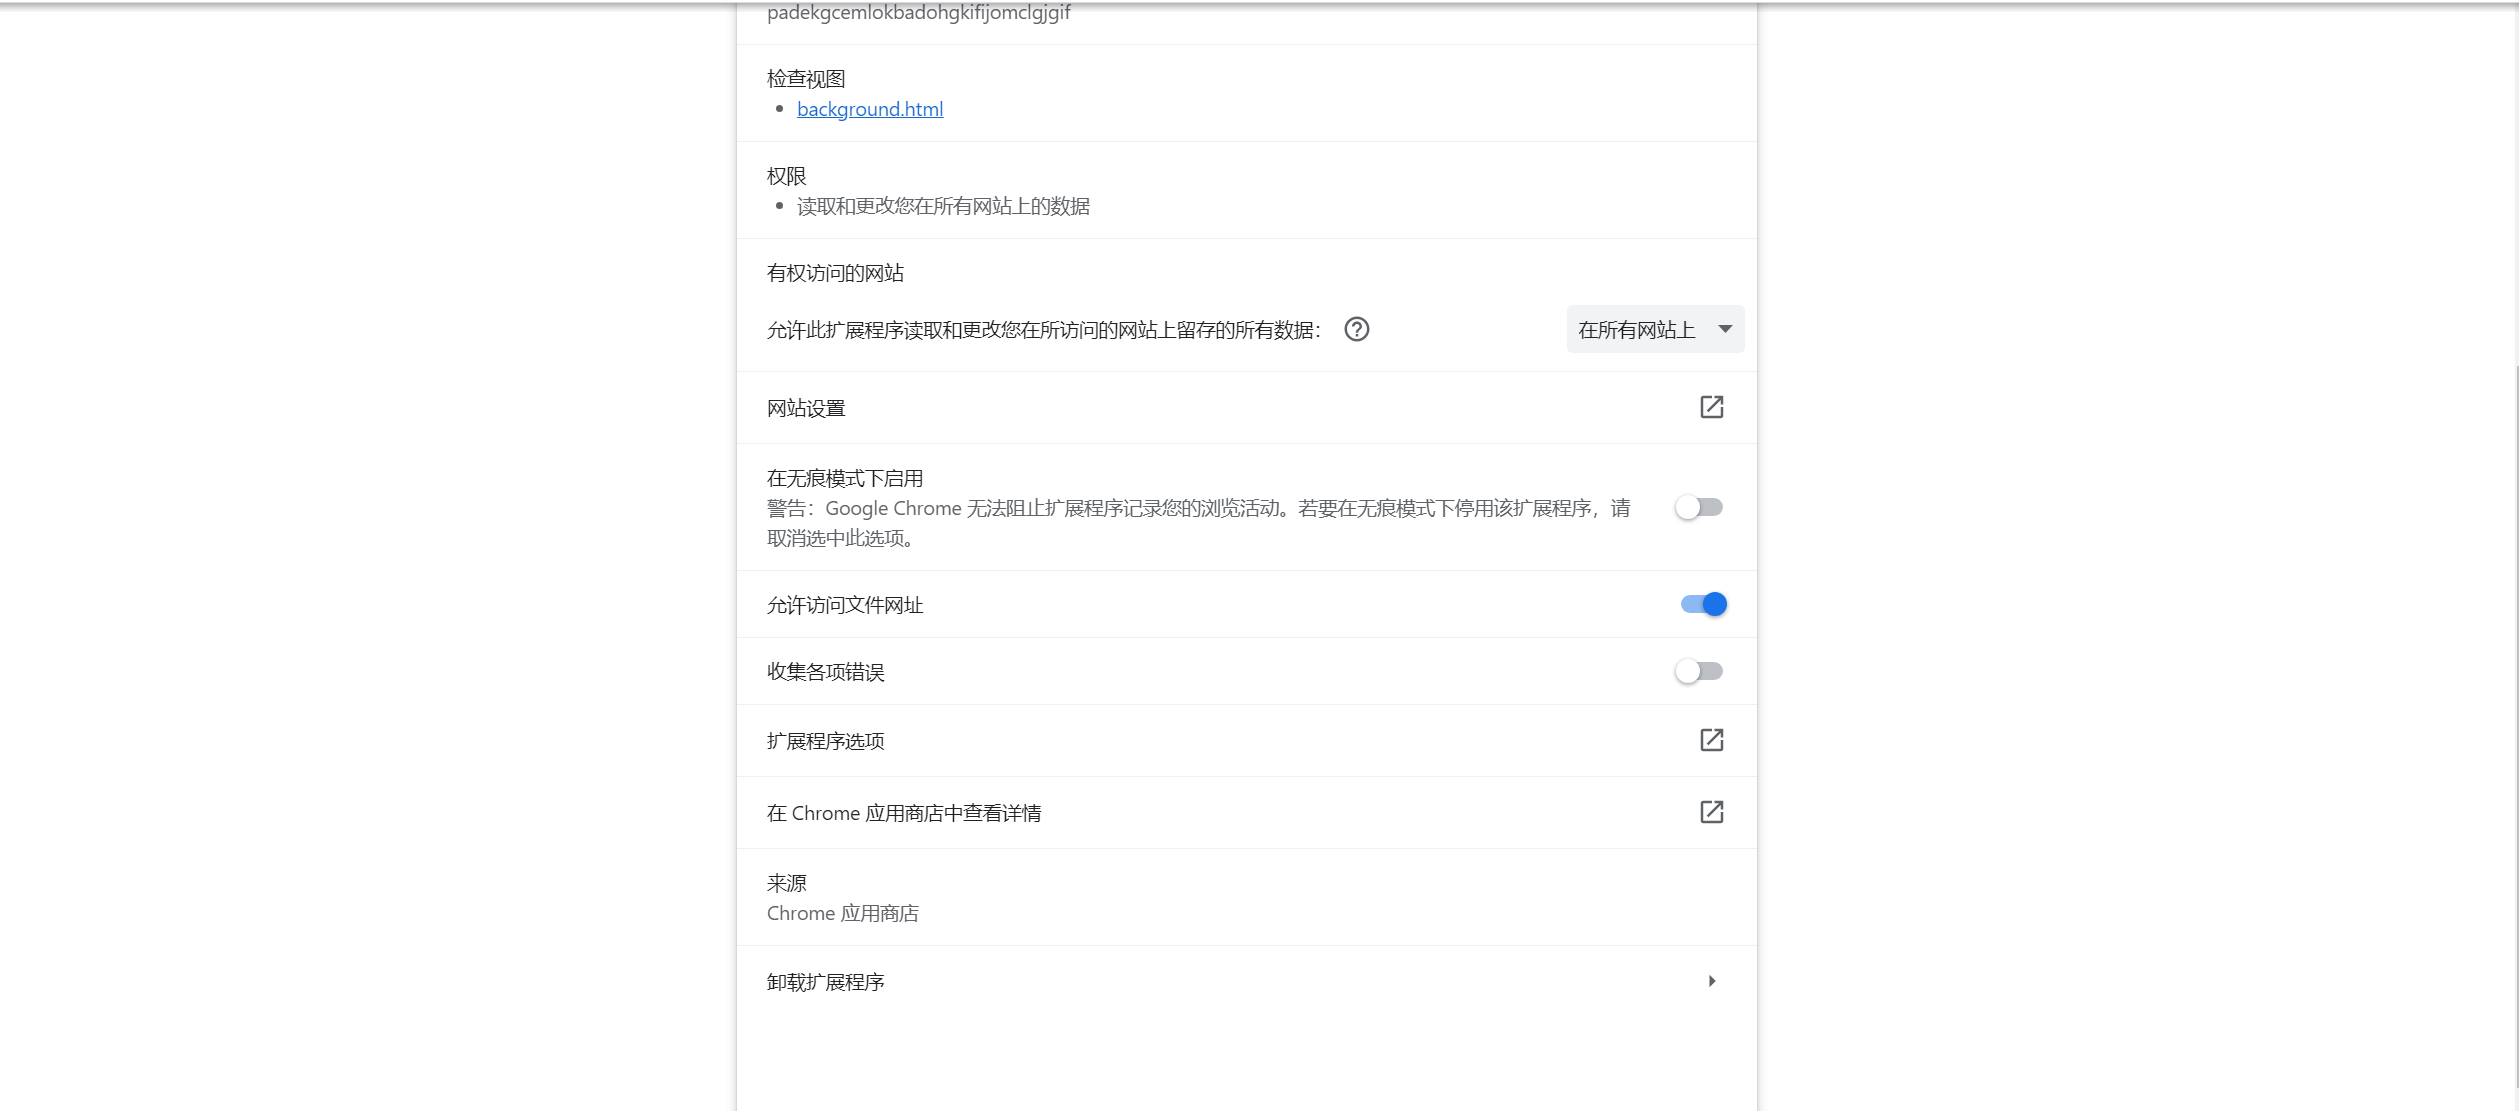 padekgcemlokbadohgkifijomclgjgif
检查视图
background.html
权限
读取和更改您在所有网站上的数据
有权访问的网站
允许此扩展程序读取和更改您在所访问的网站上留存的所有数据：
在所有网站上
网站设置
在无痕模式下启用
警告：Google Chrome 无法阻止扩展程序记录您的浏览活动。若要在无痕模式下停用该扩展程序，请
取消选中此选项。
允许访问文件网址
收集各项错误
扩展程序选项
在 Chrome 应用商店中查看详情
来源
Chrome 应用商店
卸载扩展程序